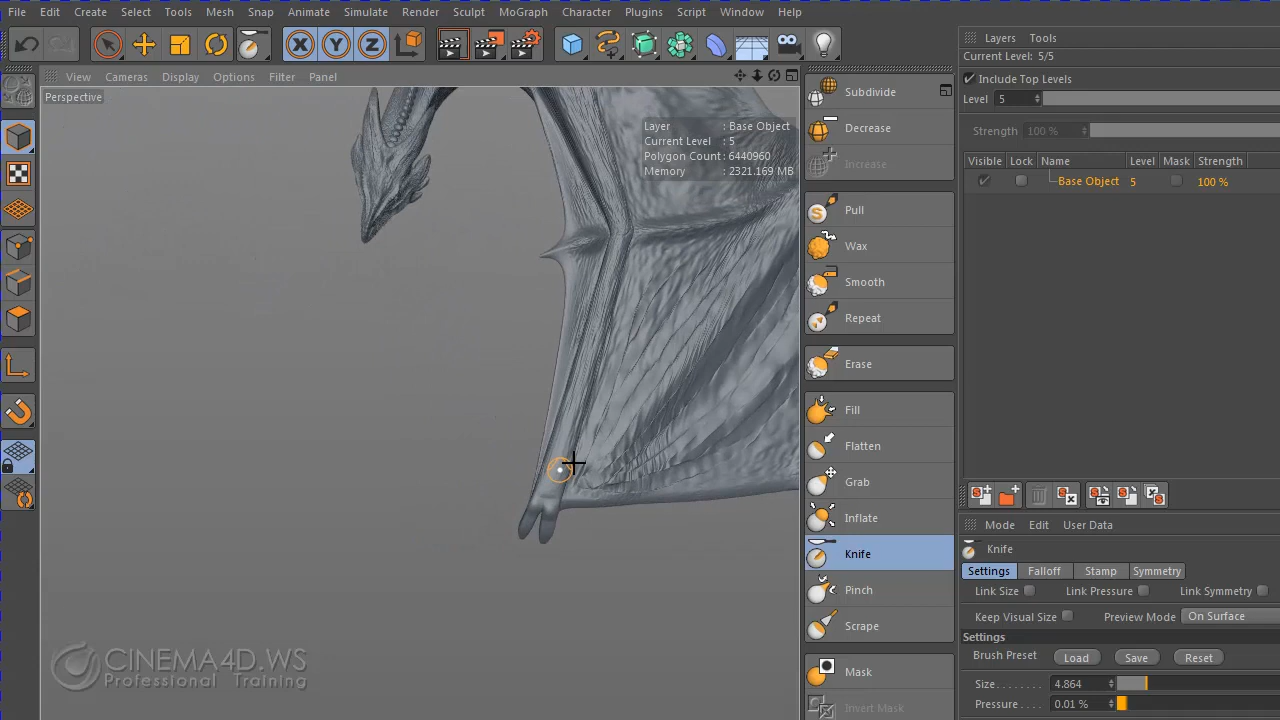 File Edit Create Select Tools Mesh Snap Animate Simulate Render Sculpt MoGraph Character Plugins Script Window Help
X Y Z
View Cameras Display Options Filter Panel
Perspective
Layer : Base Object
Current Level : 5
Polygon Count : 6440960
Memory : 2321.169 MB
CINEMA4D.WS
Professional Training
Subdivide
Decrease
Increase
Pull
Wax
Smooth
Repeat
Erase
Fill
Flatten
Grab
Inflate
Knife
Pinch
Scrape
Mask
Invert Mask
Layers Tools
Current Level: 5/5
Include Top Levels
Level 5
Strength 100 %
Visible Lock Name Level Mask Strength
Base Object 5 100 %
Mode Edit User Data
Knife
Settings Falloff Stamp Symmetry
Link Size Link Pressure Link Symmetry
Keep Visual Size Preview Mode On Surface
Settings
Brush Preset Load Save Reset
Size . . . . . . . . 4.864
Pressure . . . . 0.01 %